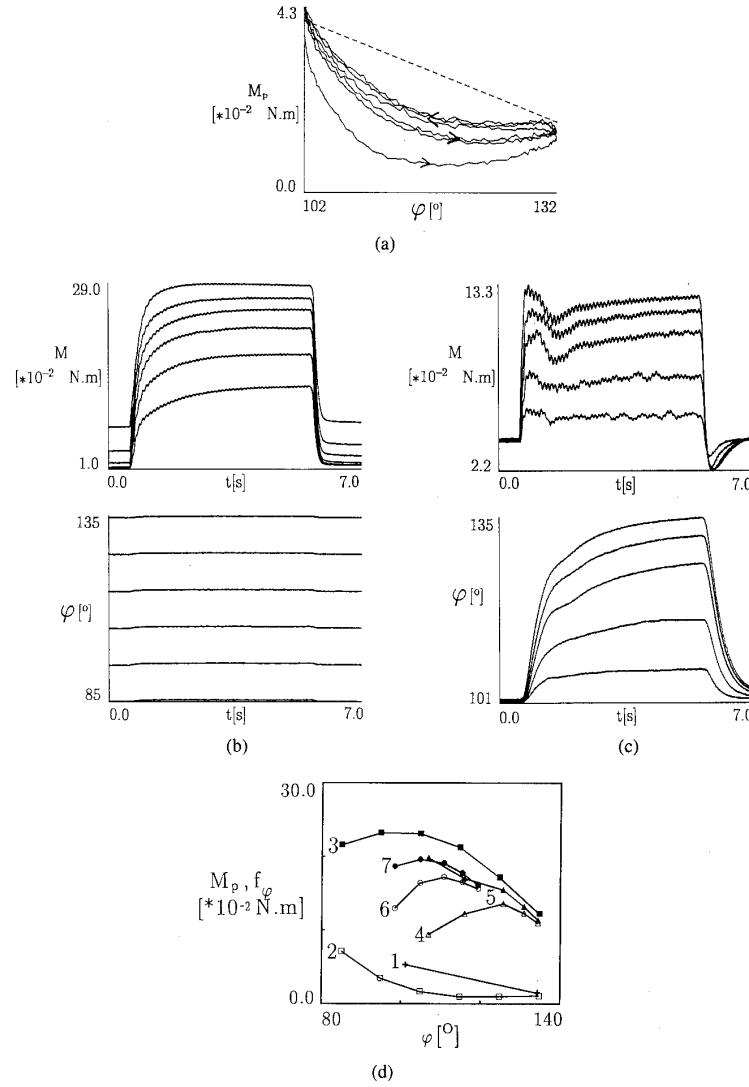 4.3
Mₚ
[*10⁻² N.m]
0.0
102 φ[°] 132
(a)
29.0
M
[*10⁻² N.m]
1.0
0.0 t[s] 7.0
135
φ[°]
85
0.0 t[s] 7.0
(b)
13.3
M
[*10⁻² N.m]
2.2
0.0 t[s] 7.0
135
φ[°]
101
0.0 t[s] 7.0
(c)
30.0
3
7
5
6
4
2
1
Mₚ, f_φ
[*10⁻² N.m]
0.0
80 φ[°] 140
(d)